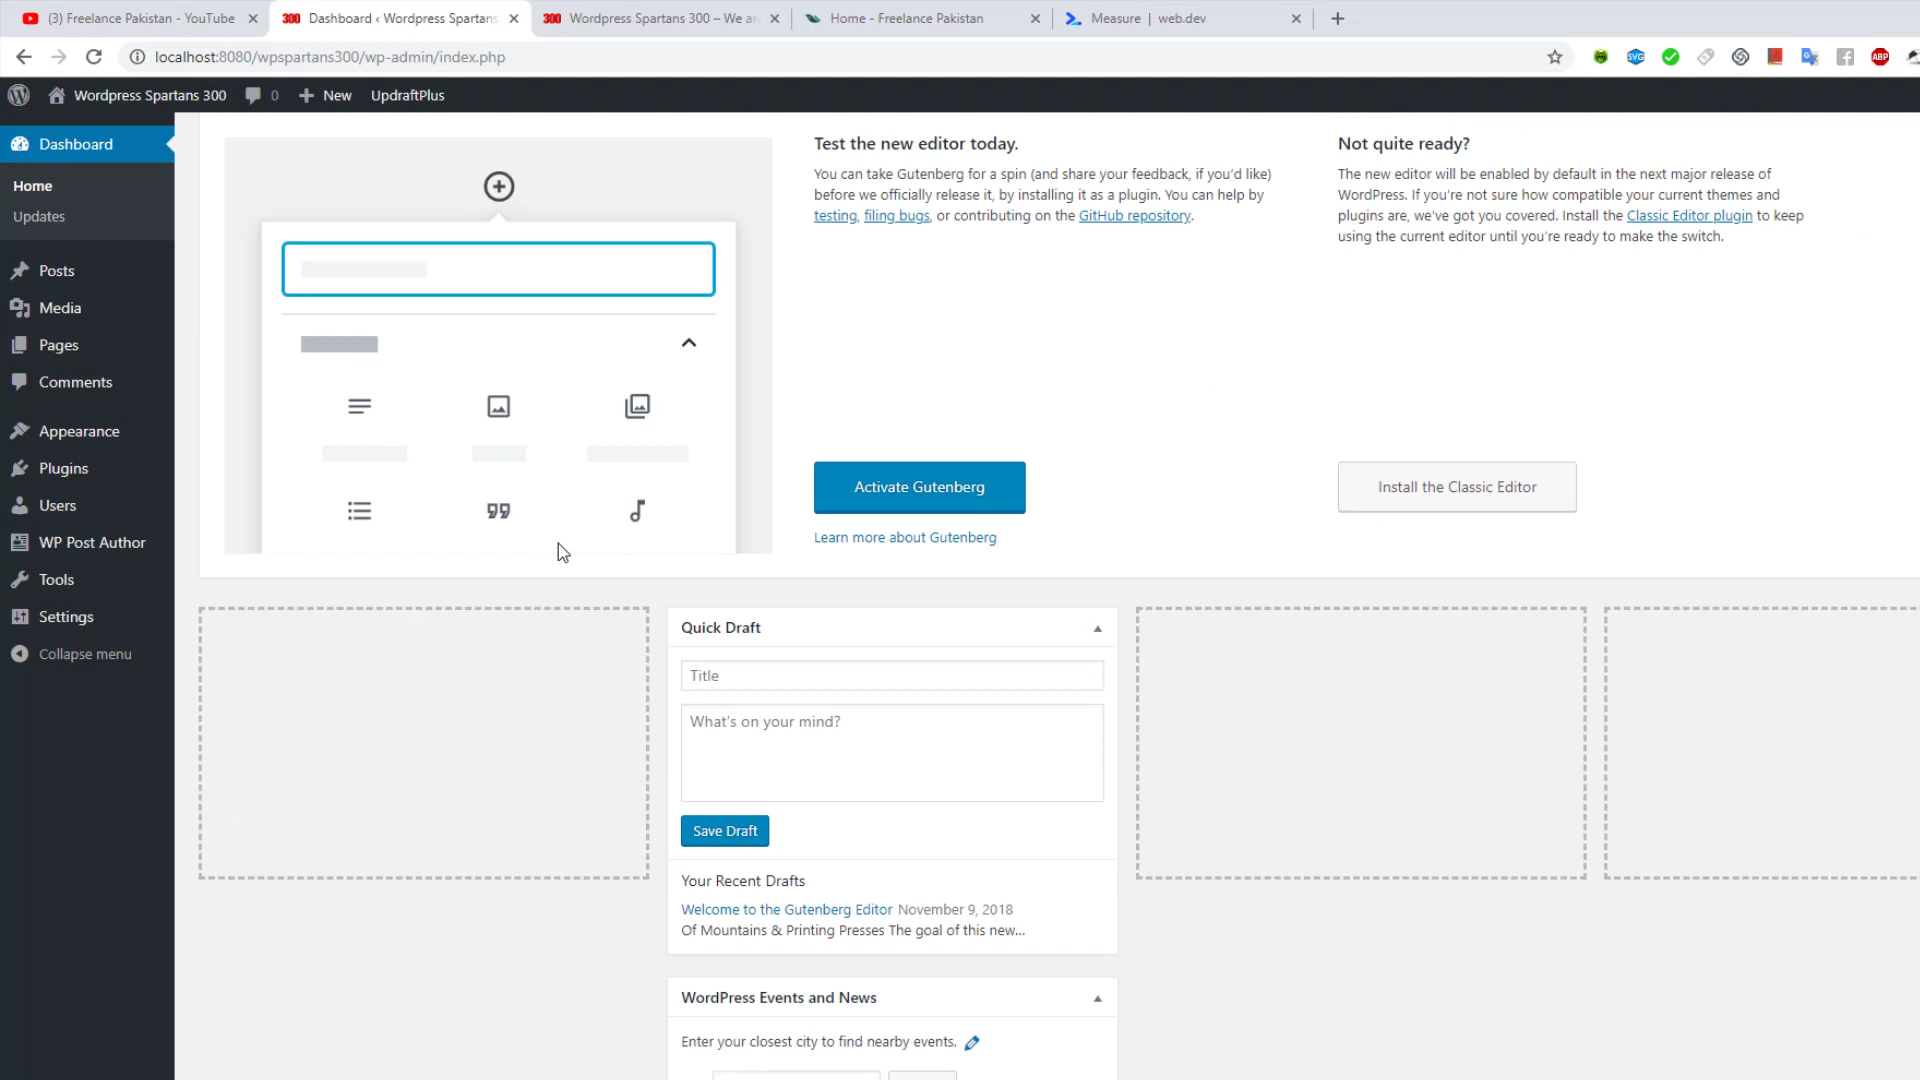 (3) Freelance Pakistan - YouTube
300 Dashboard ‹ Wordpress Spartans
300 Wordpress Spartans 300 – We a
Home - Freelance Pakistan
Measure | web.dev
localhost:8080/wpspartans300/wp-admin/index.php
SVG
ABP
Wordpress Spartans 300
0
New
UpdraftPlus
Dashboard
Home
Updates
Posts
Media
Pages
Comments
Appearance
Plugins
Users
WP Post Author
Tools
Settings
Collapse menu
Test the new editor today.
You can take Gutenberg for a spin (and share your feedback, if you'd like)
before we officially release it, by installing it as a plugin. You can help by
testing, filing bugs, or contributing on the GitHub repository.
Activate Gutenberg
Learn more about Gutenberg
Not quite ready?
The new editor will be enabled by default in the next major release of
WordPress. If you're not sure how compatible your current themes and
plugins are, we've got you covered. Install the Classic Editor plugin to keep
using the current editor until you're ready to make the switch.
Install the Classic Editor
Quick Draft
Title
What's on your mind?
Save Draft
Your Recent Drafts
Welcome to the Gutenberg Editor November 9, 2018
Of Mountains & Printing Presses The goal of this new...
WordPress Events and News
Enter your closest city to find nearby events.